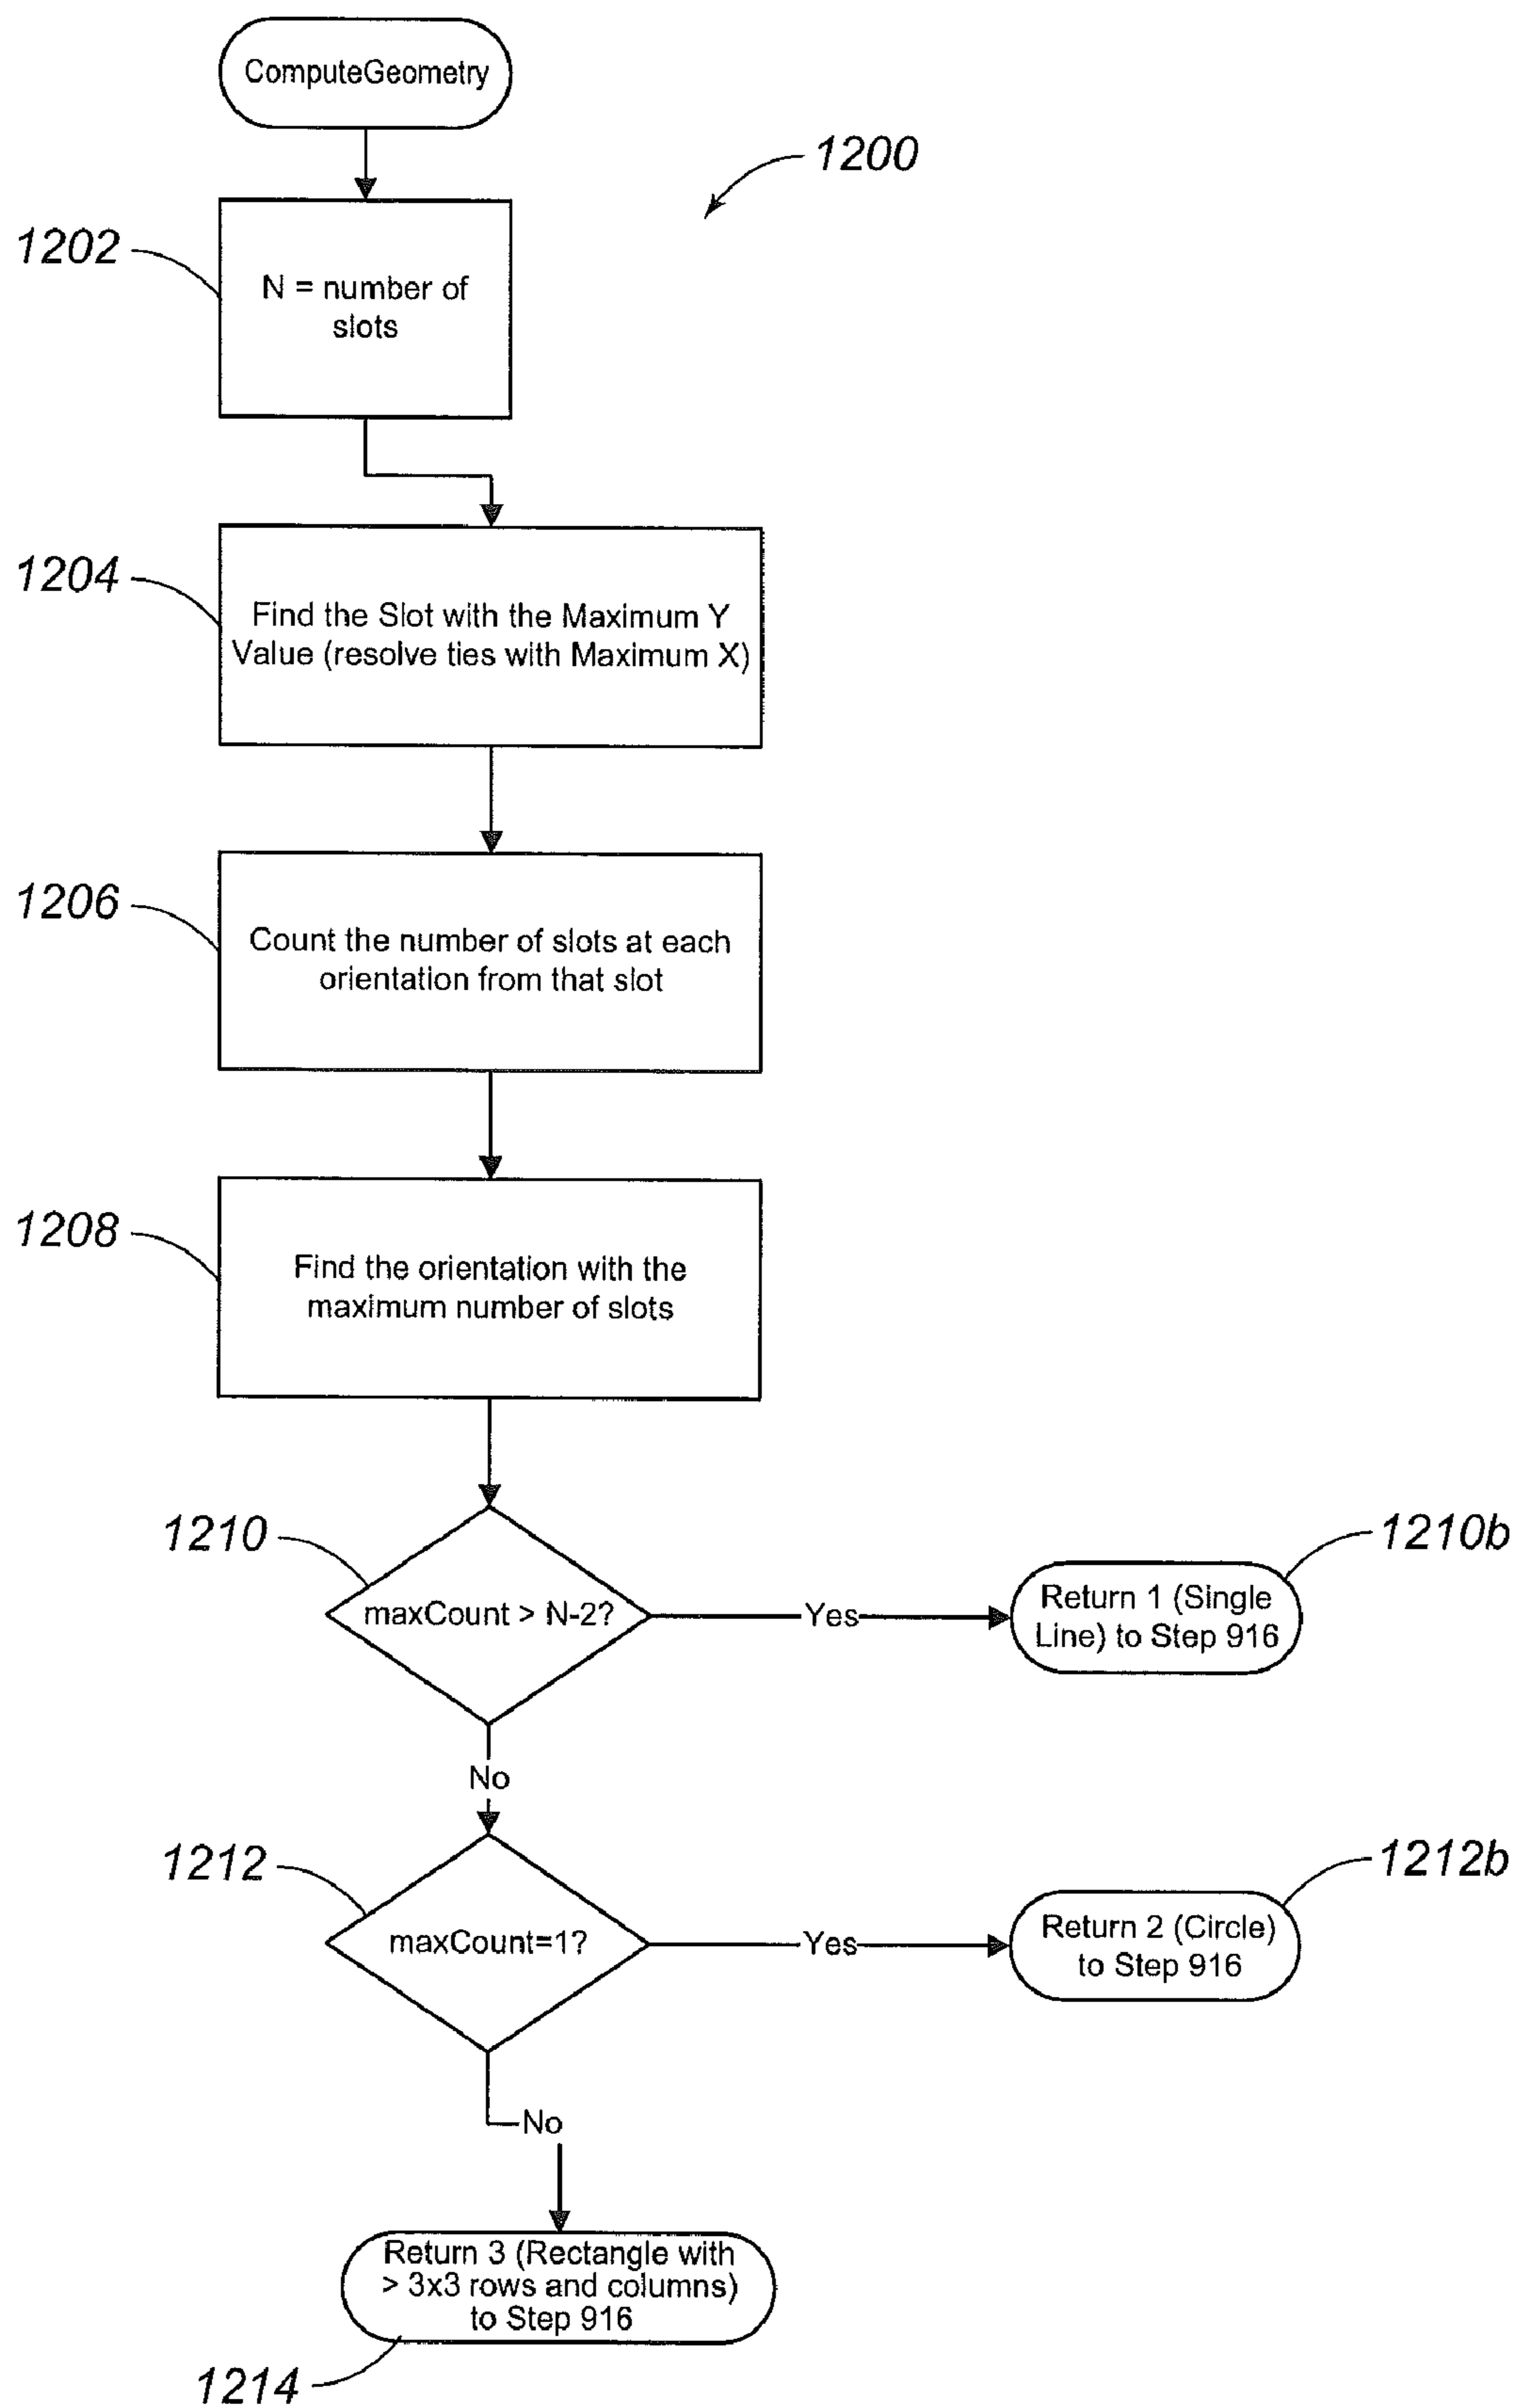 ComputeGeometry
1200
1202
N = number of
slots
1204
Find the Slot with the Maximum Y
Value (resolve ties with Maximum X)
1206
Count the number of slots at each
orientation from that slot
1208
Find the orientation with the
maximum number of slots
1210
maxCount > N-2?
Yes
1210b
Return 1 (Single
Line) to Step 916
No
1212
maxCount=1?
Yes
1212b
Return 2 (Circle)
to Step 916
No
Return 3 (Rectangle with
> 3x3 rows and columns)
to Step 916
1214